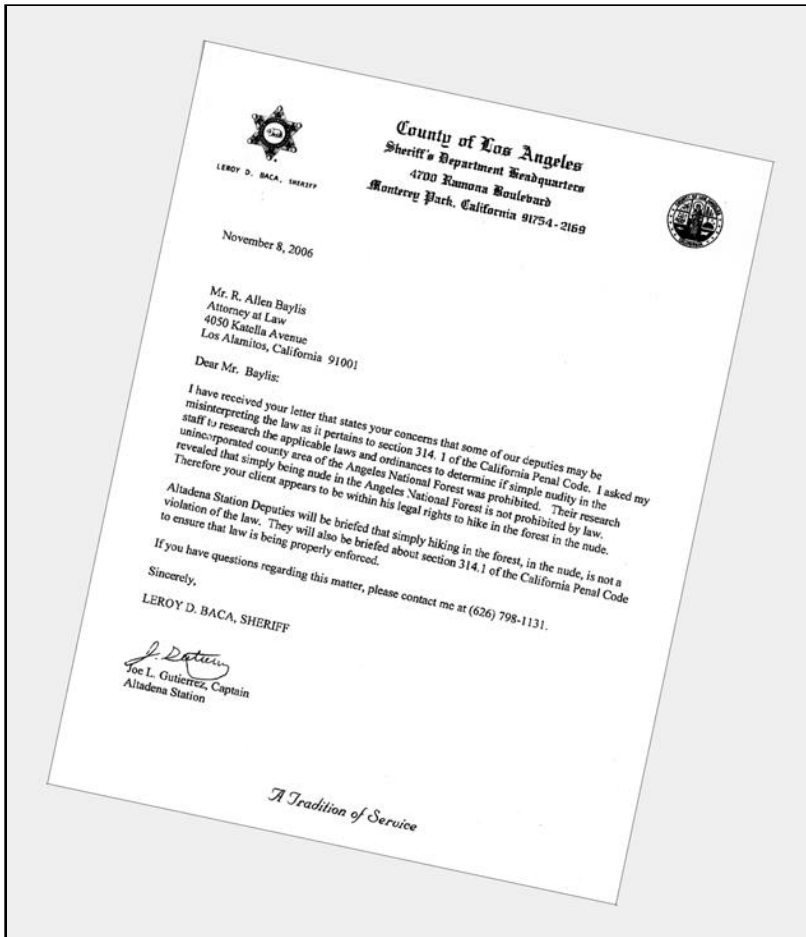 County of Los Angeles
Sheriff's Department Headquarters
4700 Ramona Boulevard
Monterey Park, California 91754-2169
LEROY D. BACA, SHERIFF
November 8, 2006
Mr. R. Allen Baylis
Attorney at Law
4050 Katella Avenue
Los Alamitos, California 91001
Dear Mr. Baylis:
I have received your letter that states your concerns that some of our deputies may be
misinterpreting the law as it pertains to section 314. 1 of the California Penal Code. I asked my
staff to research the applicable laws and ordinances to determine if simple nudity in the
unincorporated county area of the Angeles National Forest was prohibited. Their research
revealed that simply being nude in the Angeles National Forest is not prohibited by law.
Therefore your client appears to be within his legal rights to hike in the forest in the nude.
Altadena Station Deputies will be briefed that simply hiking in the forest, in the nude, is not a
violation of the law. They will also be briefed about section 314.1 of the California Penal Code
to ensure that law is being properly enforced.
If you have questions regarding this matter, please contact me at (626) 798-1131.
Sincerely,
LEROY D. BACA, SHERIFF
Joe L. Gutierrez, Captain
Altadena Station
A Tradition of Service